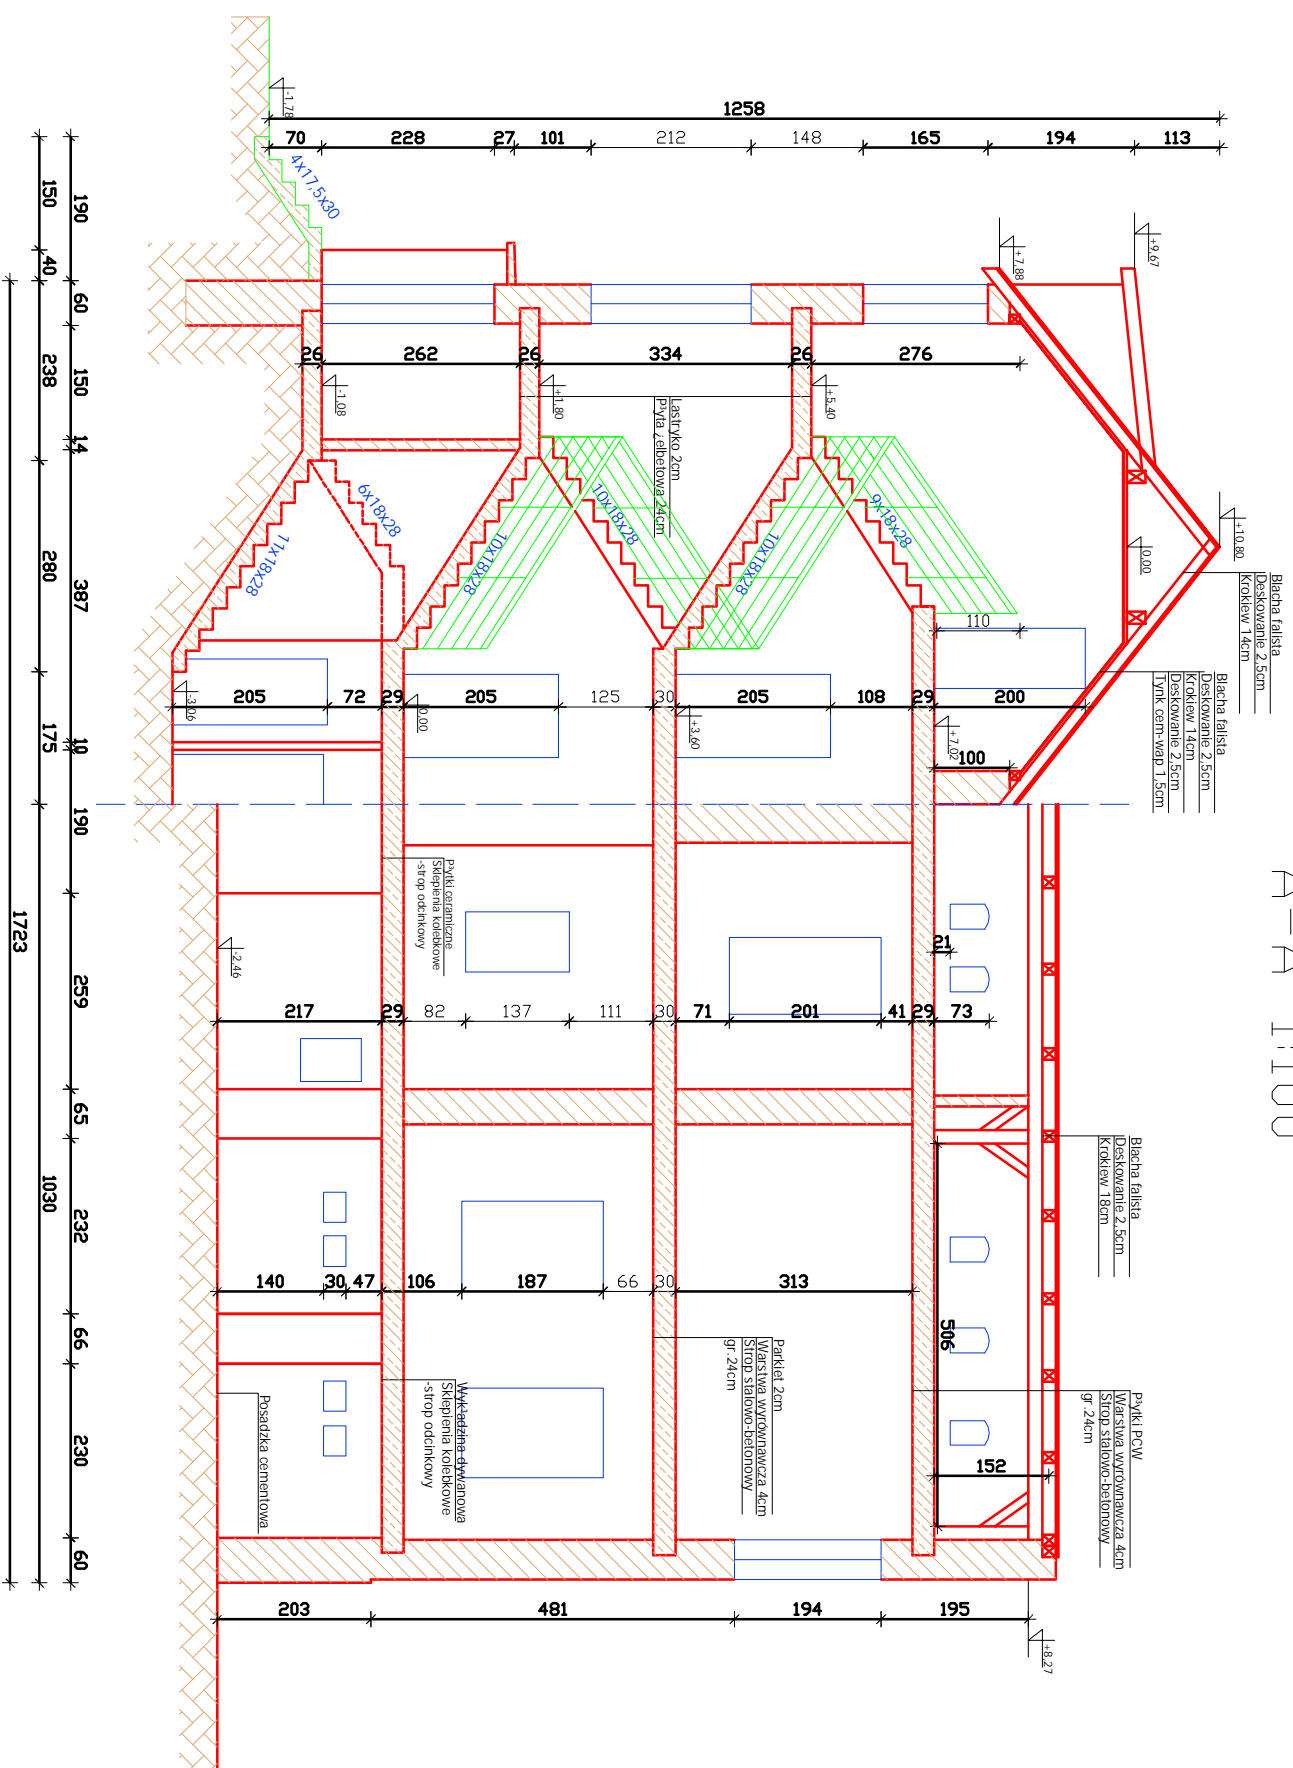 A-A 1:100
1258
70
228
27
101
212
148
165
194
113
-1,78
4x17,5x30
+7,88
+9,67
+10,80
0,00
26
262
26
334
26
276
-1,08
+1,80
+5,40
Lastryko 2cm
P³yta ¿elbetowa 24cm
6x18x28
11x18x28
10x18x28
10x18x28
10x18x28
9x18x28
110
Blacha falista
Deskowanie 2,5cm
Krokiew 14cm
Blacha falista
Deskowanie 2,5cm
Krokiew 14cm
Deskowanie 2,5cm
Tynk cem-wap 1,5cm
205
72
29
205
125
30
205
108
29
200
-3,06
0,00
+3,60
+7,02
100
P³ytki ceramiczne
Sklepienia kolebkowe
-strop odcinkowy
-2,46
21
217
29
82
137
111
30
71
201
41
29
73
Blacha falista
Deskowanie 2,5cm
Krokiew 18cm
140
30
47
106
187
66
30
313
506
Posadzka cementowa
Wyk³adzina dywanowa
Sklepienia kolebkowe
-strop odcinkowy
Parkiet 2cm
Warstwa wyrównawcza 4cm
Strop stalowo-betonowy
gr.24cm
P³ytki PCW
Warstwa wyrównawcza 4cm
Strop stalowo-betonowy
gr.24cm
152
203
481
194
195
+8,27
190
60
150
387
10
190
259
65
232
66
230
60
150
40
238
14
280
175
1030
1723